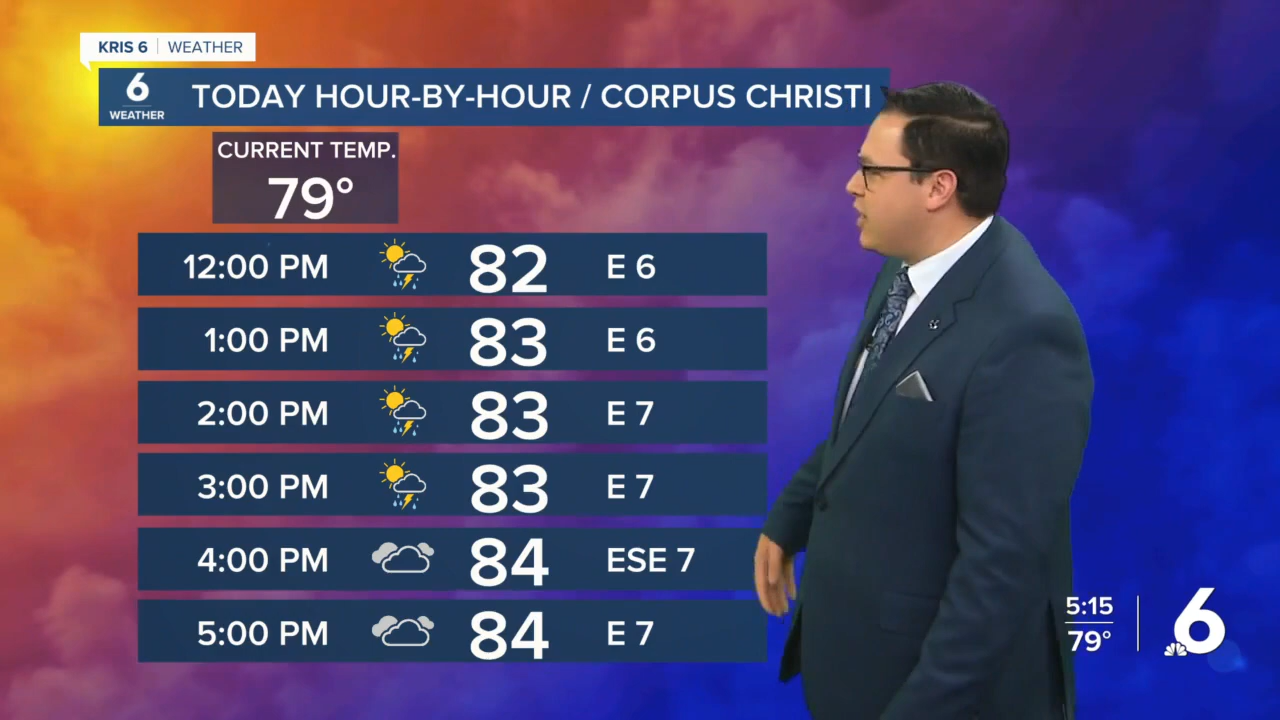 KRIS 6 | WEATHER
6
WEATHER
TODAY HOUR-BY-HOUR / CORPUS CHRISTI
CURRENT TEMP.
79°
12:00 PM 82 E 6
1:00 PM 83 E 6
2:00 PM 83 E 7
3:00 PM 83 E 7
4:00 PM 84 ESE 7
5:00 PM 84 E 7
5:15
79°
6